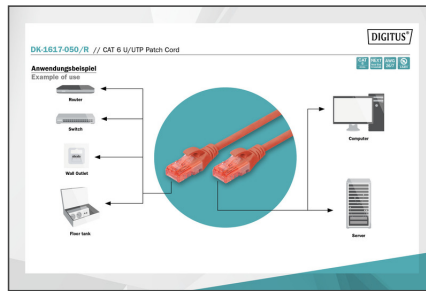 DIGITUS®
DK-1617-050/R // CAT 6 U/UTP Patch Cord
Anwendungsbeispiel
Example of use
Router
Switch
Wall Outlet
Floor tank
Computer
Server